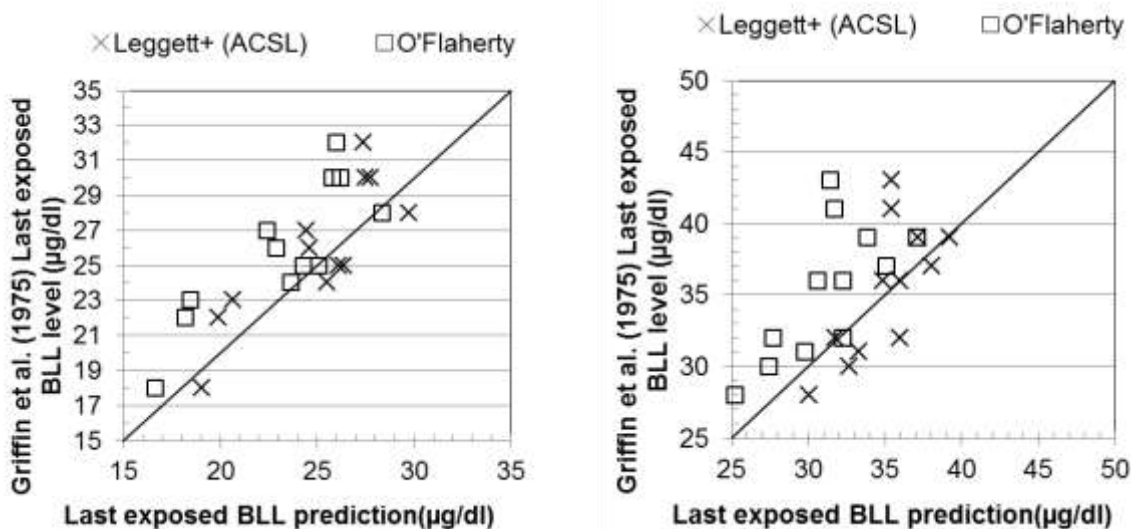 ×Leggett+ (ACSL) □O'Flaherty
Griffin et al. (1975) Last exposed
BLL level (µg/dl)
35
33
31
29
27
25
23
21
19
17
15
15 20 25 30 35
Last exposed BLL prediction(µg/dl)
×Leggett+ (ACSL) □O'Flaherty
Griffin et al. (1975) Last exposed
BLL level (µg/dl)
50
45
40
35
30
25
25 30 35 40 45 50
Last exposed BLL prediction(µg/dl)